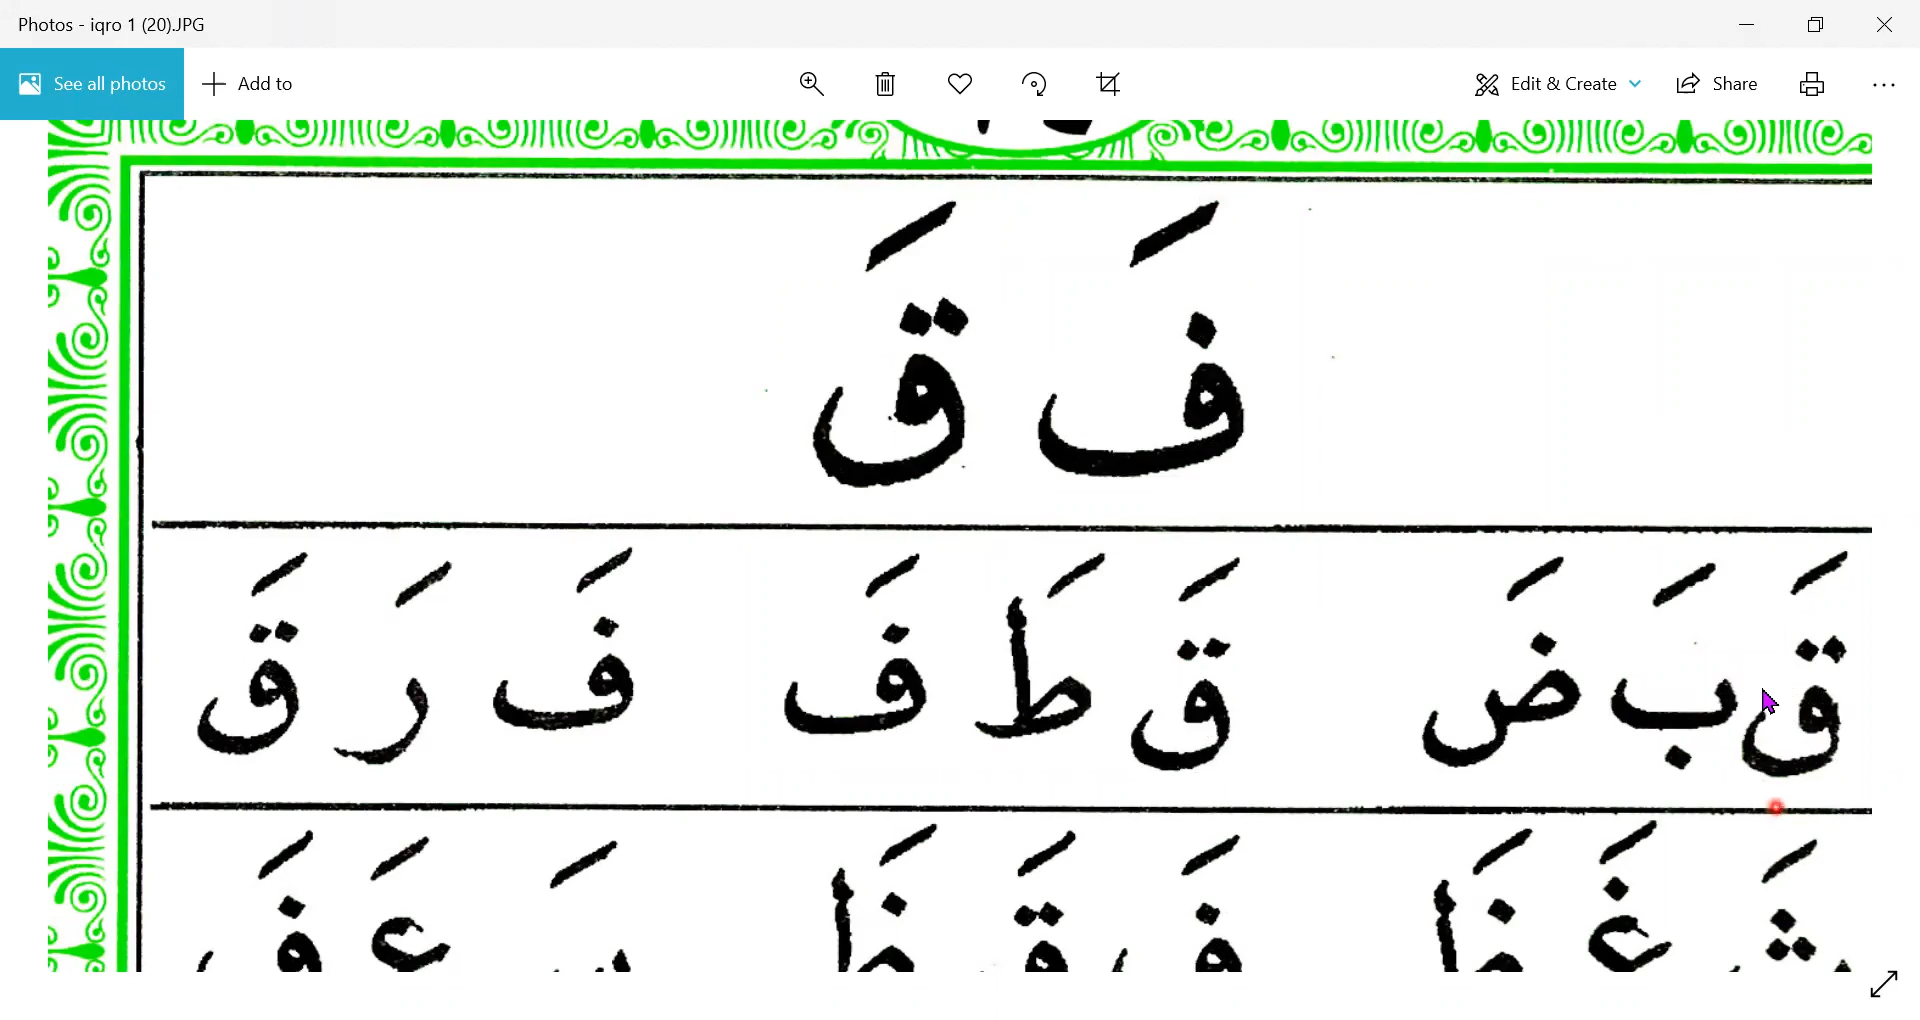 Photos - iqro 1 (20).JPG
See all photos
Add to
Edit & Create
Share
فَ قَ
قَ بَ ضَ قَ طَ فَ فَ رَ قَ
ثَ غَ ظَ فَ قَ ظَ سَ عَ فَ